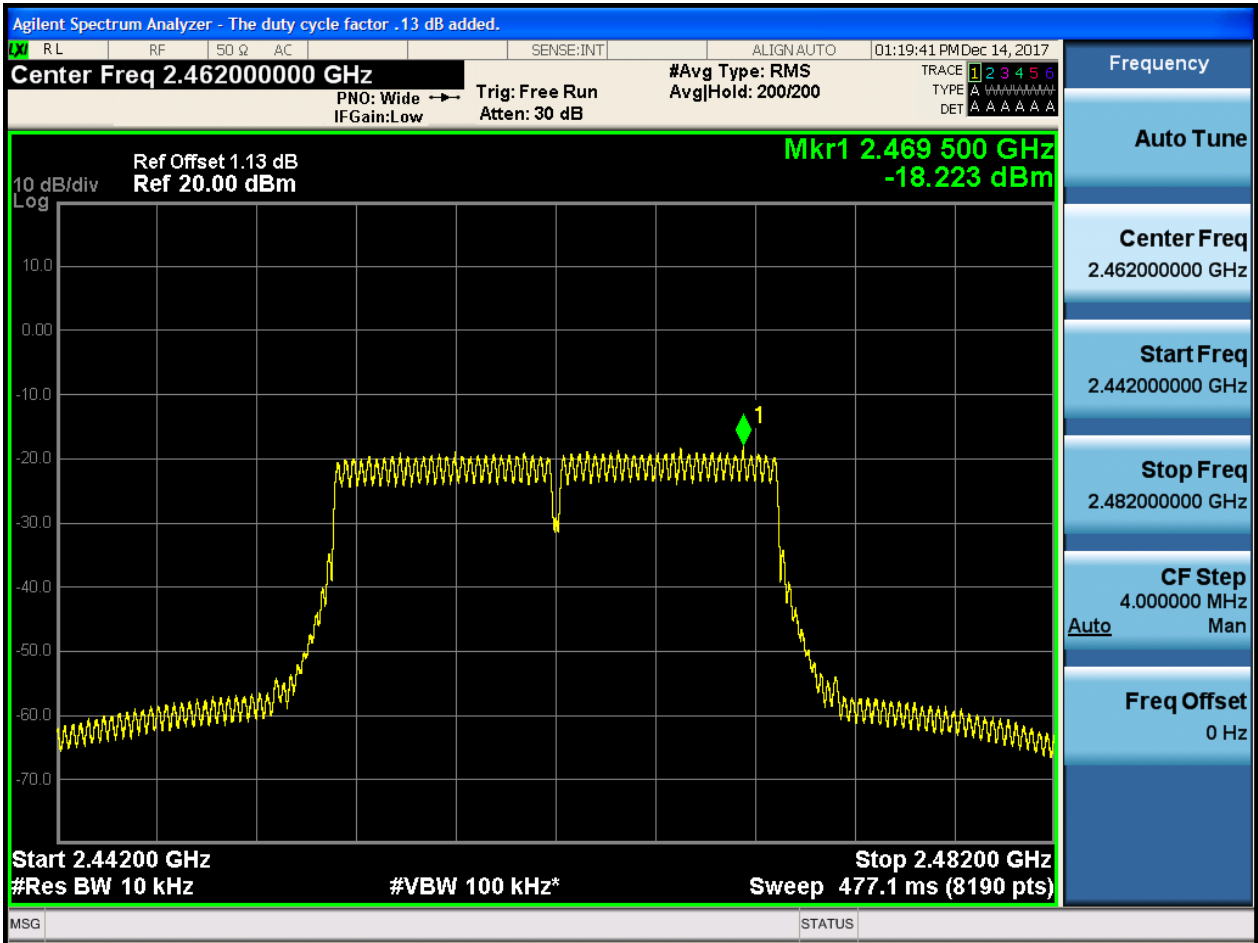 Agilent Spectrum Analyzer - The duty cycle factor .13 dB added.
LXI RL RF 50 Ω AC SENSE:INT ALIGN AUTO 01:19:41 PM Dec 14, 2017
Center Freq 2.462000000 GHz
PNO: Wide
IFGain:Low
Trig: Free Run
Atten: 30 dB
#Avg Type: RMS
Avg|Hold: 200/200
TRACE 1 2 3 4 5 6
TYPE A WWWWW
DET A A A A A A
Ref Offset 1.13 dB
10 dB/div Ref 20.00 dBm
Log
Mkr1 2.469 500 GHz
-18.223 dBm
10.0
0.00
-10.0
-20.0
-30.0
-40.0
-50.0
-60.0
-70.0
1
Start 2.44200 GHz Stop 2.48200 GHz
#Res BW 10 kHz #VBW 100 kHz* Sweep 477.1 ms (8190 pts)
MSG STATUS
Frequency
Auto Tune
Center Freq
2.462000000 GHz
Start Freq
2.442000000 GHz
Stop Freq
2.482000000 GHz
CF Step
4.000000 MHz
Auto Man
Freq Offset
0 Hz